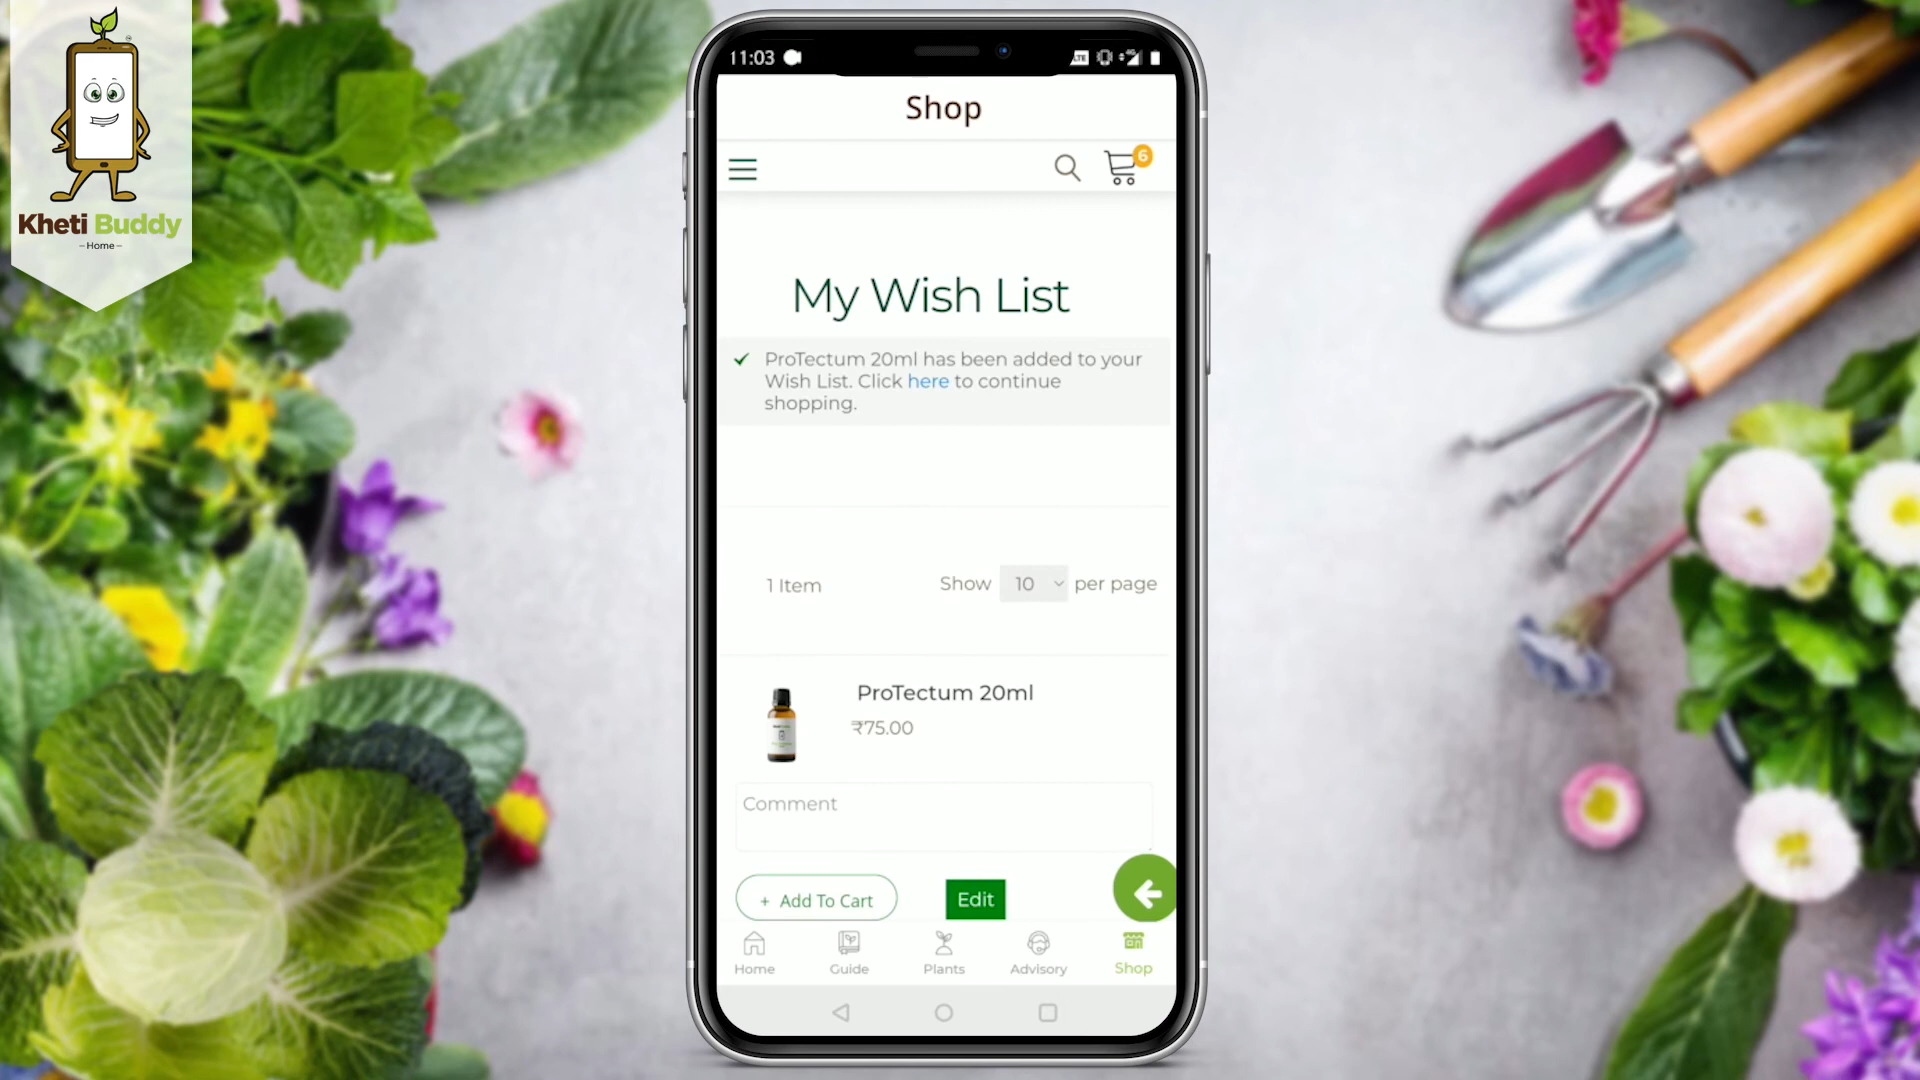 Kheti Buddy
– Home –
11:03
Shop
6
My Wish List
ProTectum 20ml has been added to your
Wish List. Click here to continue
shopping.
1 Item
Show 10 per page
ProTectum 20ml
₹75.00
Comment
+ Add To Cart
Edit
Home
Guide
Plants
Advisory
Shop